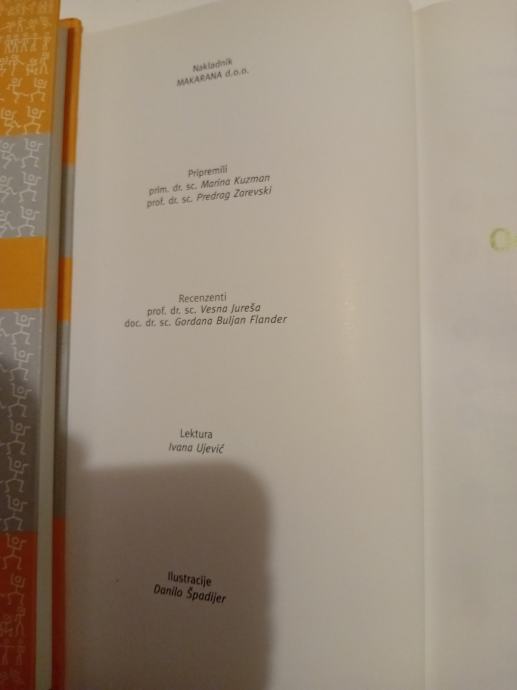 Nakladnik
MAKARANA d.o.o.
Pripremili
prim. dr. sc. Marina Kuzman
prof. dr. sc. Predrag Zarevski
Recenzenti
prof. dr. sc. Vesna Jureša
doc. dr. sc. Gordana Buljan Flander
Lektura
Ivana Ujević
Ilustracije
Danilo Špadijer